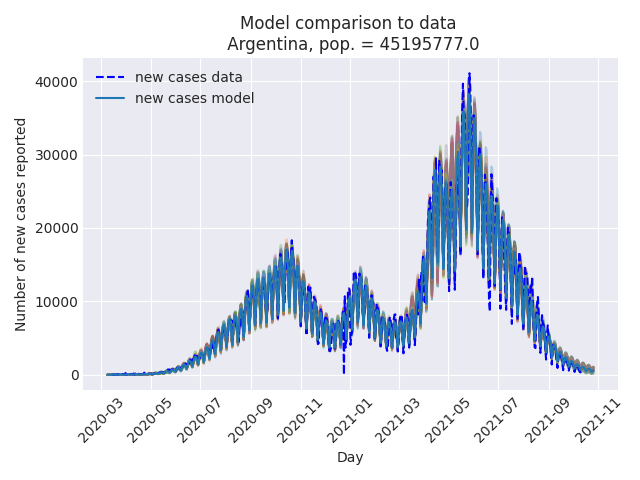 Model comparison to data
Argentina, pop. = 45195777.0
new cases data
new cases model
Number of new cases reported
40000
30000
20000
10000
0
2020-03
2020-05
2020-07
2020-09
2020-11
2021-01
2021-03
2021-05
2021-07
2021-09
2021-11
Day